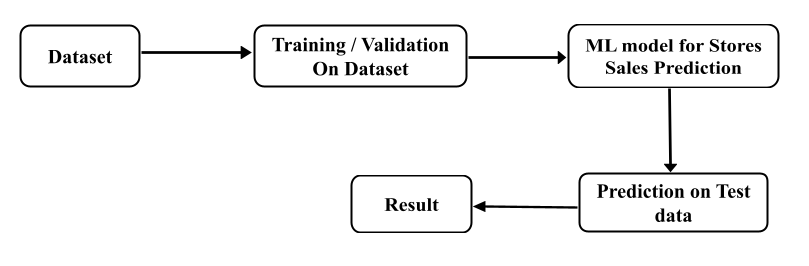 Dataset
Training / Validation
On Dataset
ML model for Stores
Sales Prediction
Prediction on Test
data
Result